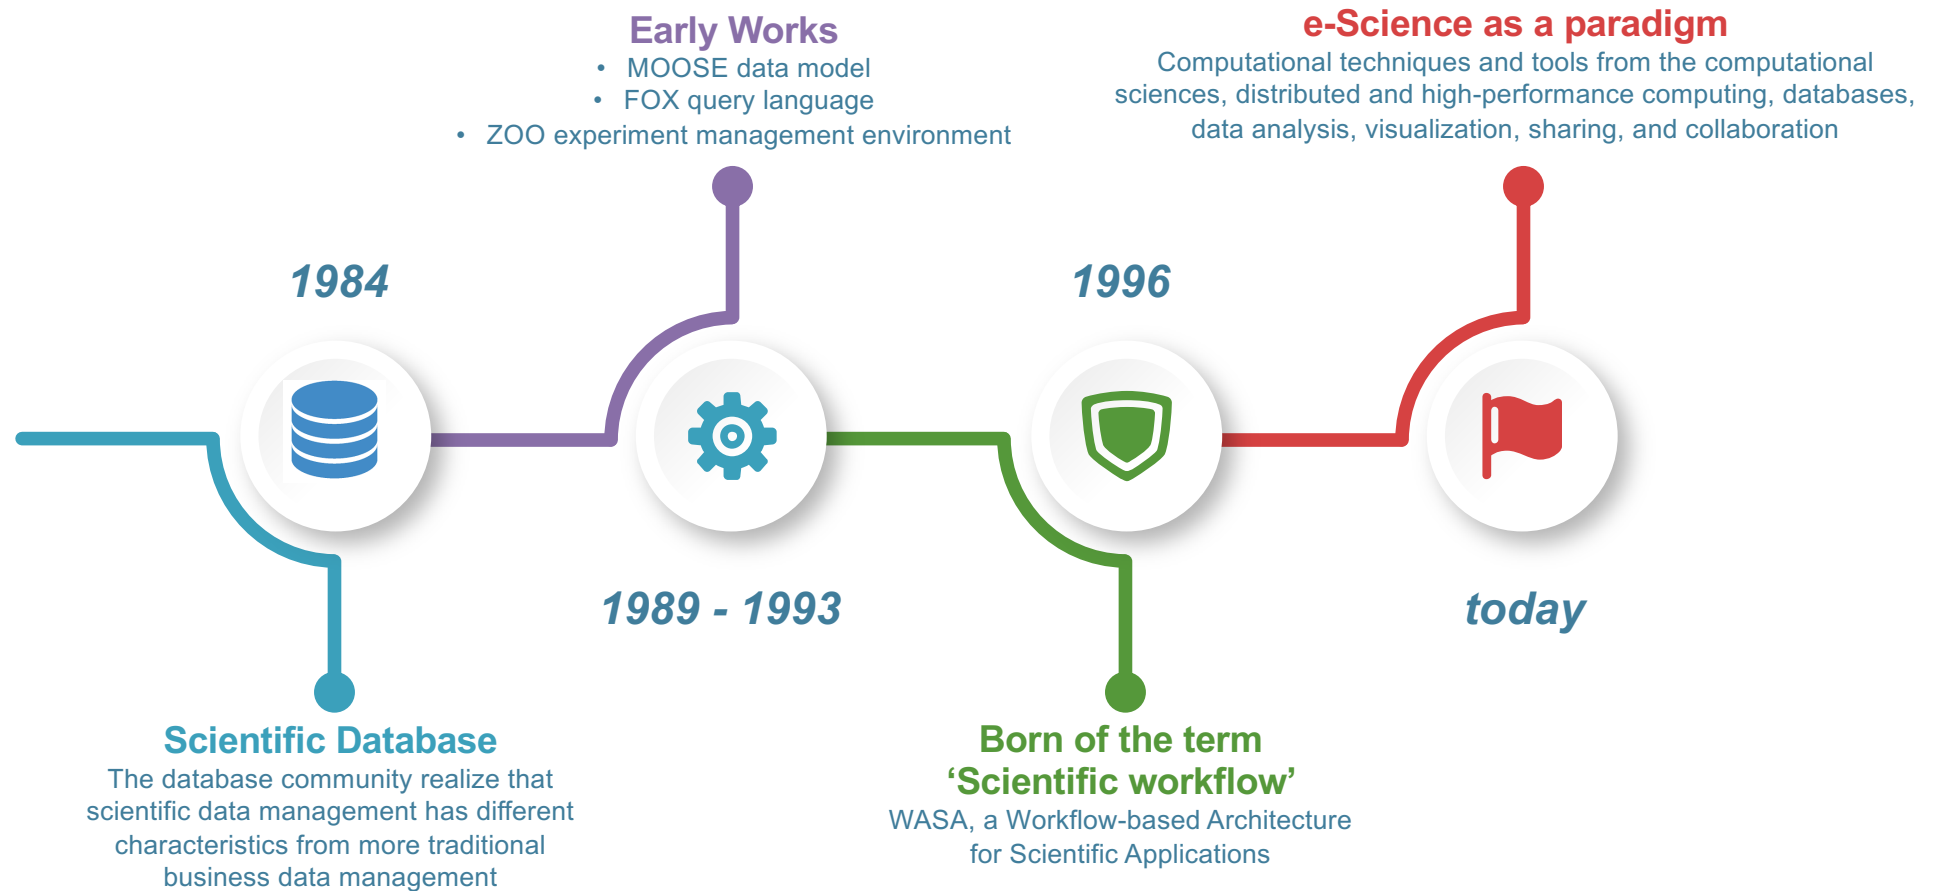 Early Works
• MOOSE data model
• FOX query language
• ZOO experiment management environment
e-Science as a paradigm
Computational techniques and tools from the computational
sciences, distributed and high-performance computing, databases,
data analysis, visualization, sharing, and collaboration
1984
1996
1989 - 1993
today
Scientific Database
The database community realize that
scientific data management has different
characteristics from more traditional
business data management
Born of the term
‘Scientific workflow’
WASA, a Workflow-based Architecture
for Scientific Applications